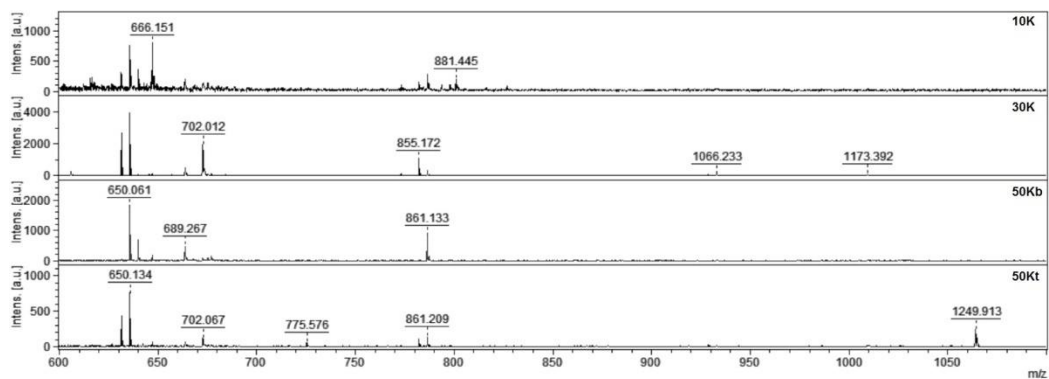 Intens. [a.u.]
1000
500
0
666.151
881.445
10K
Intens. [a.u.]
4000
2000
0
702.012
855.172
1066.233
1173.392
30K
Intens. [a.u.]
2000
1000
0
650.061
689.267
861.133
50Kb
Intens. [a.u.]
1000
500
0
650.134
702.067
775.576
861.209
1249.913
50Kt
600 650 700 750 800 850 900 950 1000 1050
m/z